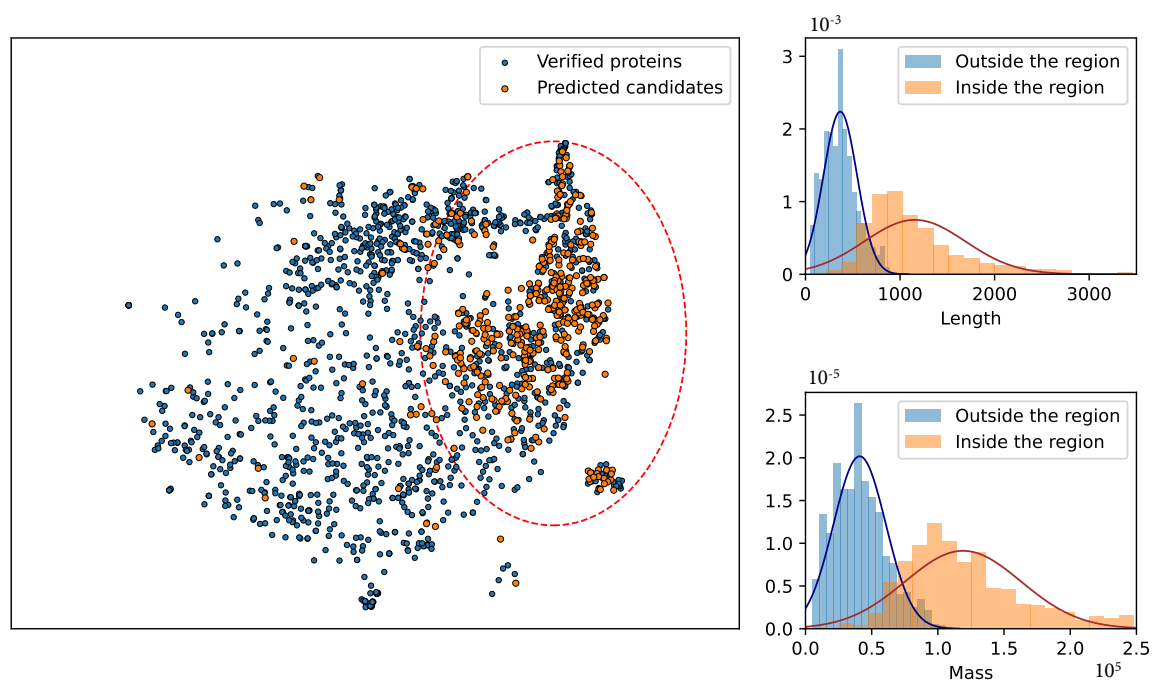 Verified proteins
Predicted candidates
10⁻³
Outside the region
Inside the region
3
2
1
0
0 1000 2000 3000
Length
10⁻⁵
Outside the region
Inside the region
2.5
2.0
1.5
1.0
0.5
0.0
0.0 0.5 1.0 1.5 2.0 2.5
Mass 10⁵